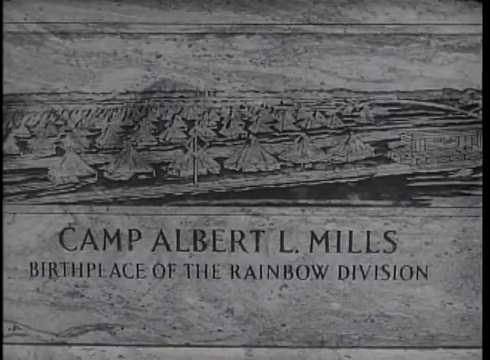 CAMP ALBERT L. MILLS
BIRTHPLACE OF THE RAINBOW DIVISION